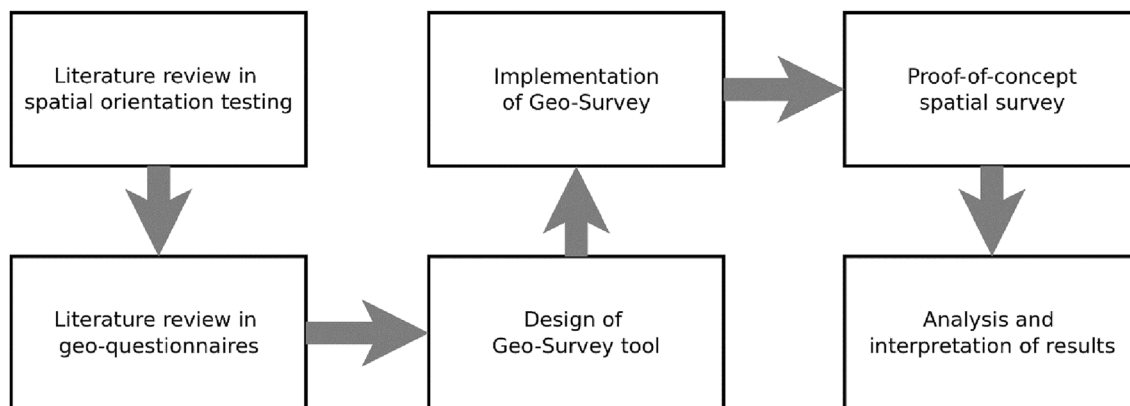 Literature review in
spatial orientation testing
Literature review in
geo-questionnaires
Design of
Geo-Survey tool
Implementation
of Geo-Survey
Proof-of-concept
spatial survey
Analysis and
interpretation of results